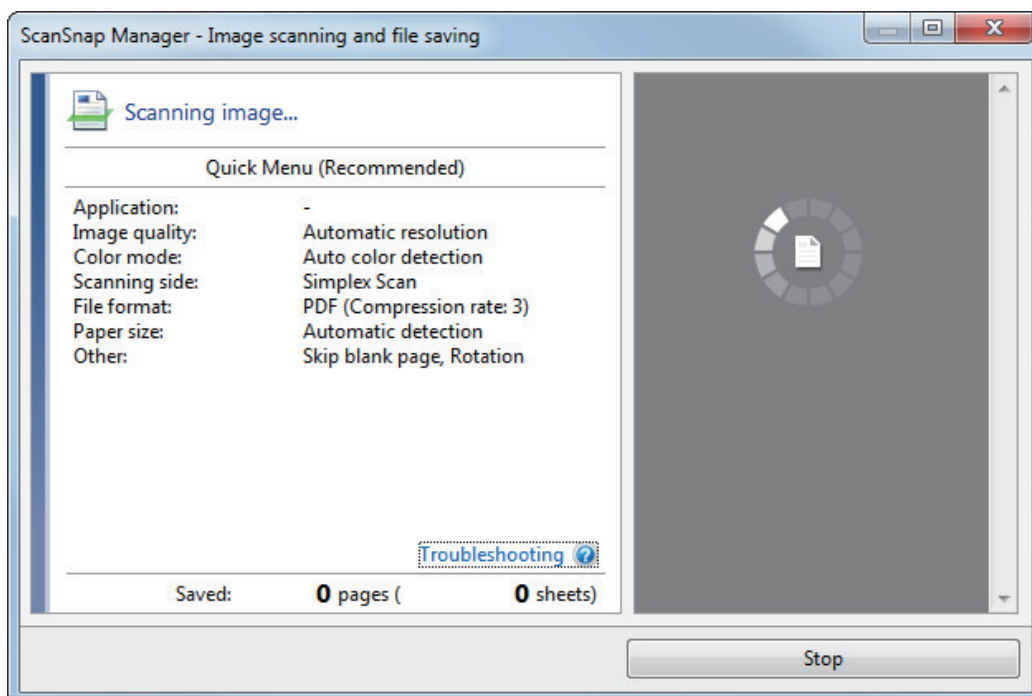 ScanSnap Manager - Image scanning and file saving
Scanning image...
Quick Menu (Recommended)
Application: -
Image quality: Automatic resolution
Color mode: Auto color detection
Scanning side: Simplex Scan
File format: PDF (Compression rate: 3)
Paper size: Automatic detection
Other: Skip blank page, Rotation
Troubleshooting ?
Saved: 0 pages ( 0 sheets)
Stop